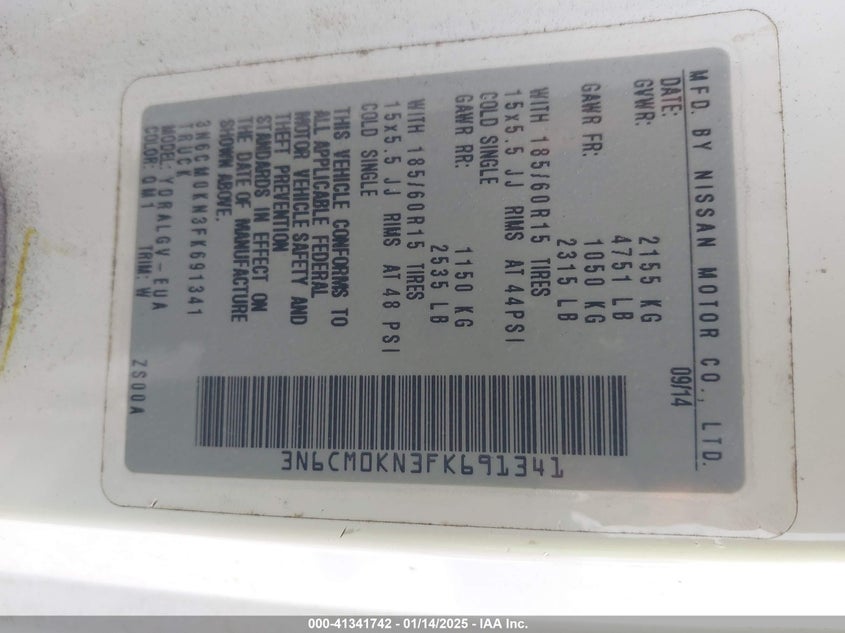 MFD. BY NISSAN MOTOR CO., LTD.
DATE: 09/14
GVWR: 2155 KG
4751 LB
GAWR FR: 1050 KG
2315 LB
WITH 185/60R15 TIRES
15x5.5 JJ RIMS AT 44PSI
COLD SINGLE
GAWR RR: 1150 KG
2535 LB
WITH 185/60R15 TIRES
15x5.5 JJ RIMS AT 48 PSI
COLD SINGLE
THIS VEHICLE CONFORMS TO
ALL APPLICABLE FEDERAL
MOTOR VEHICLE SAFETY AND
THEFT PREVENTION
STANDARDS IN EFFECT ON
THE DATE OF MANUFACTURE
SHOWN ABOVE.
3N6CM0KN3FK691341
TRUCK
MODEL: YDRALGV-EUA
COLOR: QM1 TRIM: W ZS00A
3N6CM0KN3FK691341
000-41341742 - 01/14/2025 - IAA Inc.